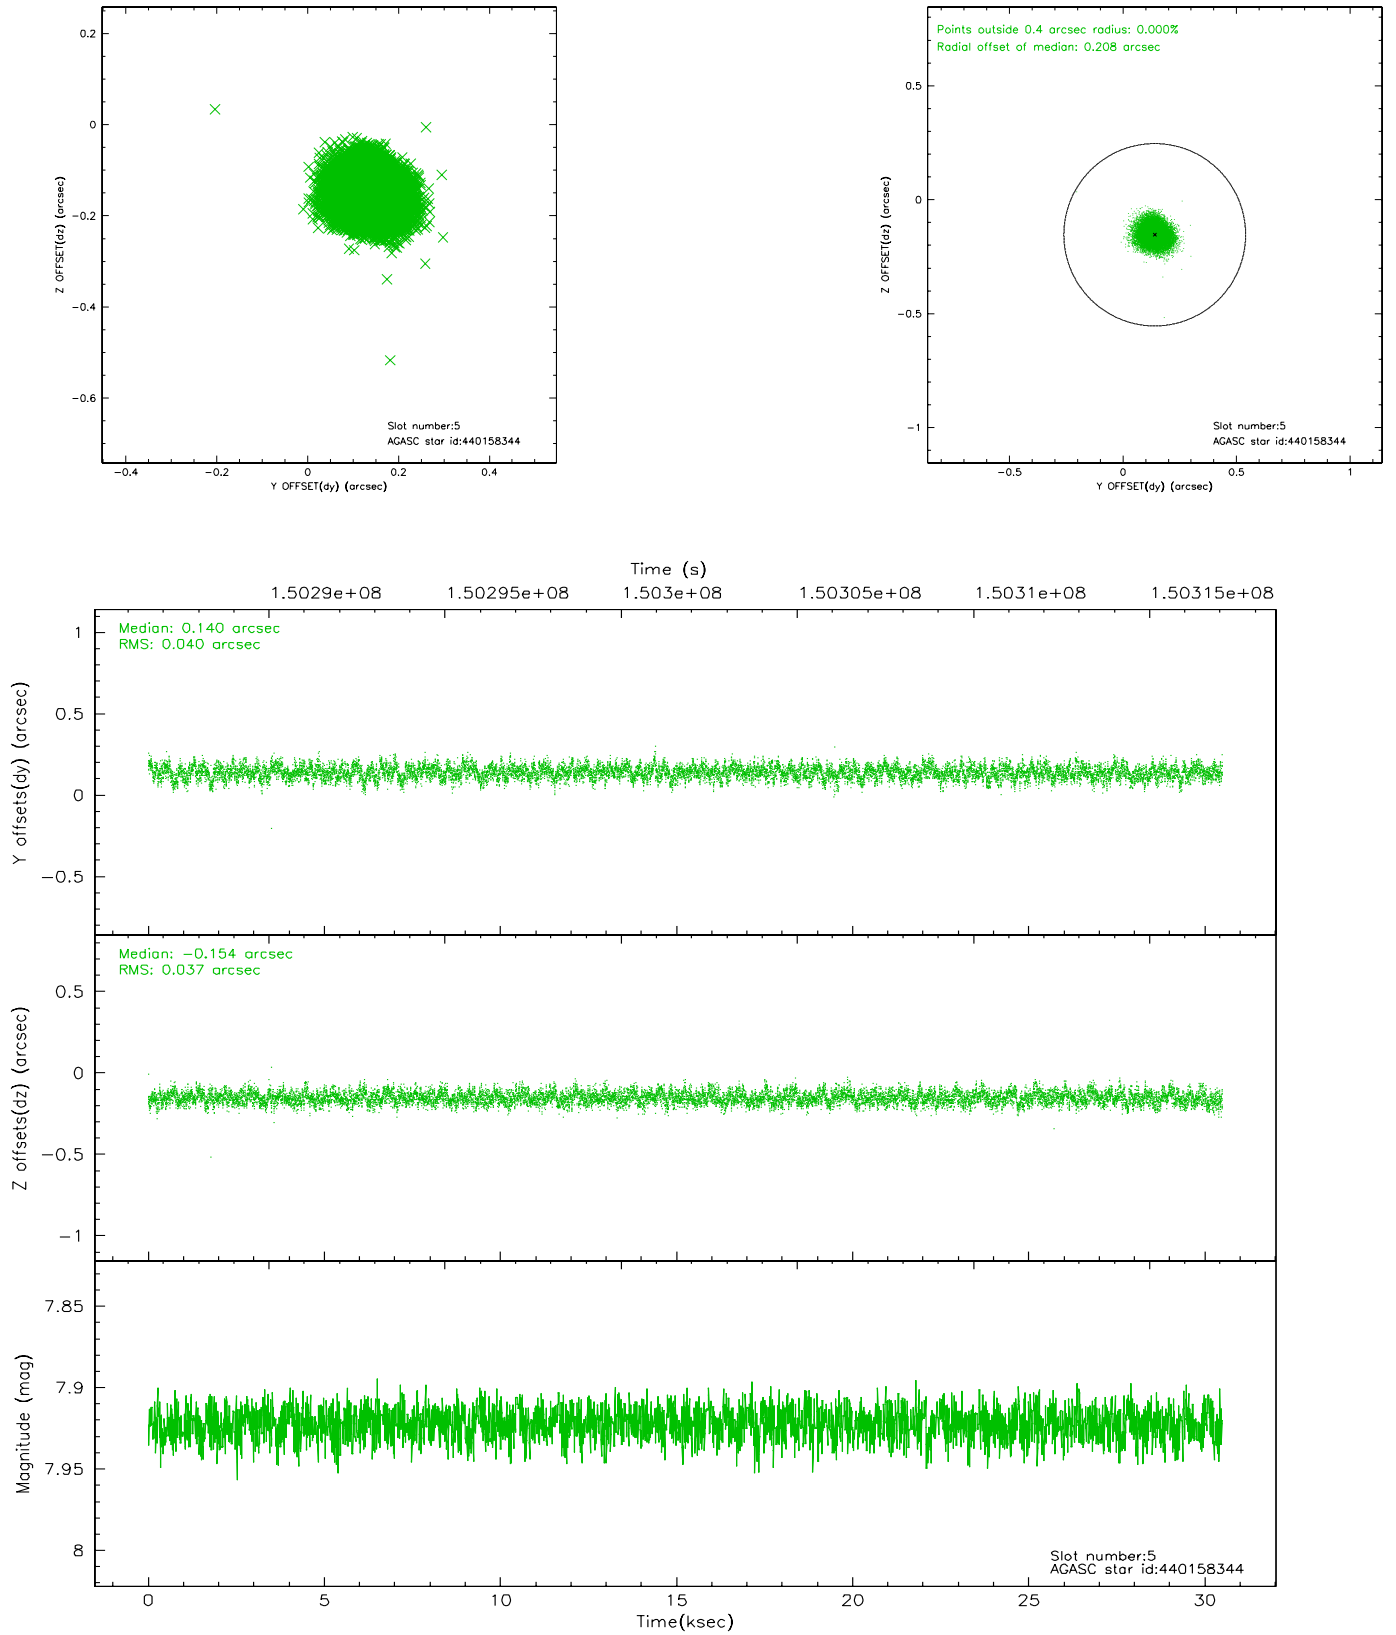 0.2
0
−0.2
−0.4
−0.6
Z OFFSET(dz) (arcsec)
Slot number:5
AGASC star id:440158344
−0.4 −0.2 0 0.2 0.4
Y OFFSET(dy) (arcsec)
Points outside 0.4 arcsec radius: 0.000%
Radial offset of median: 0.208 arcsec
0.5
0
−0.5
−1
Z OFFSET(dz) (arcsec)
Slot number:5
AGASC star id:440158344
−0.5 0 0.5 1
Y OFFSET(dy) (arcsec)
Time (s)
1.5029e+08 1.50295e+08 1.503e+08 1.50305e+08 1.5031e+08 1.50315e+08
Median: 0.140 arcsec
RMS: 0.040 arcsec
1
0.5
0
−0.5
Y offsets(dy) (arcsec)
Median: −0.154 arcsec
RMS: 0.037 arcsec
0.5
0
−0.5
−1
Z offsets(dz) (arcsec)
7.85
7.9
7.95
8
Magnitude (mag)
Slot number:5
AGASC star id:440158344
0 5 10 15 20 25 30
Time(ksec)